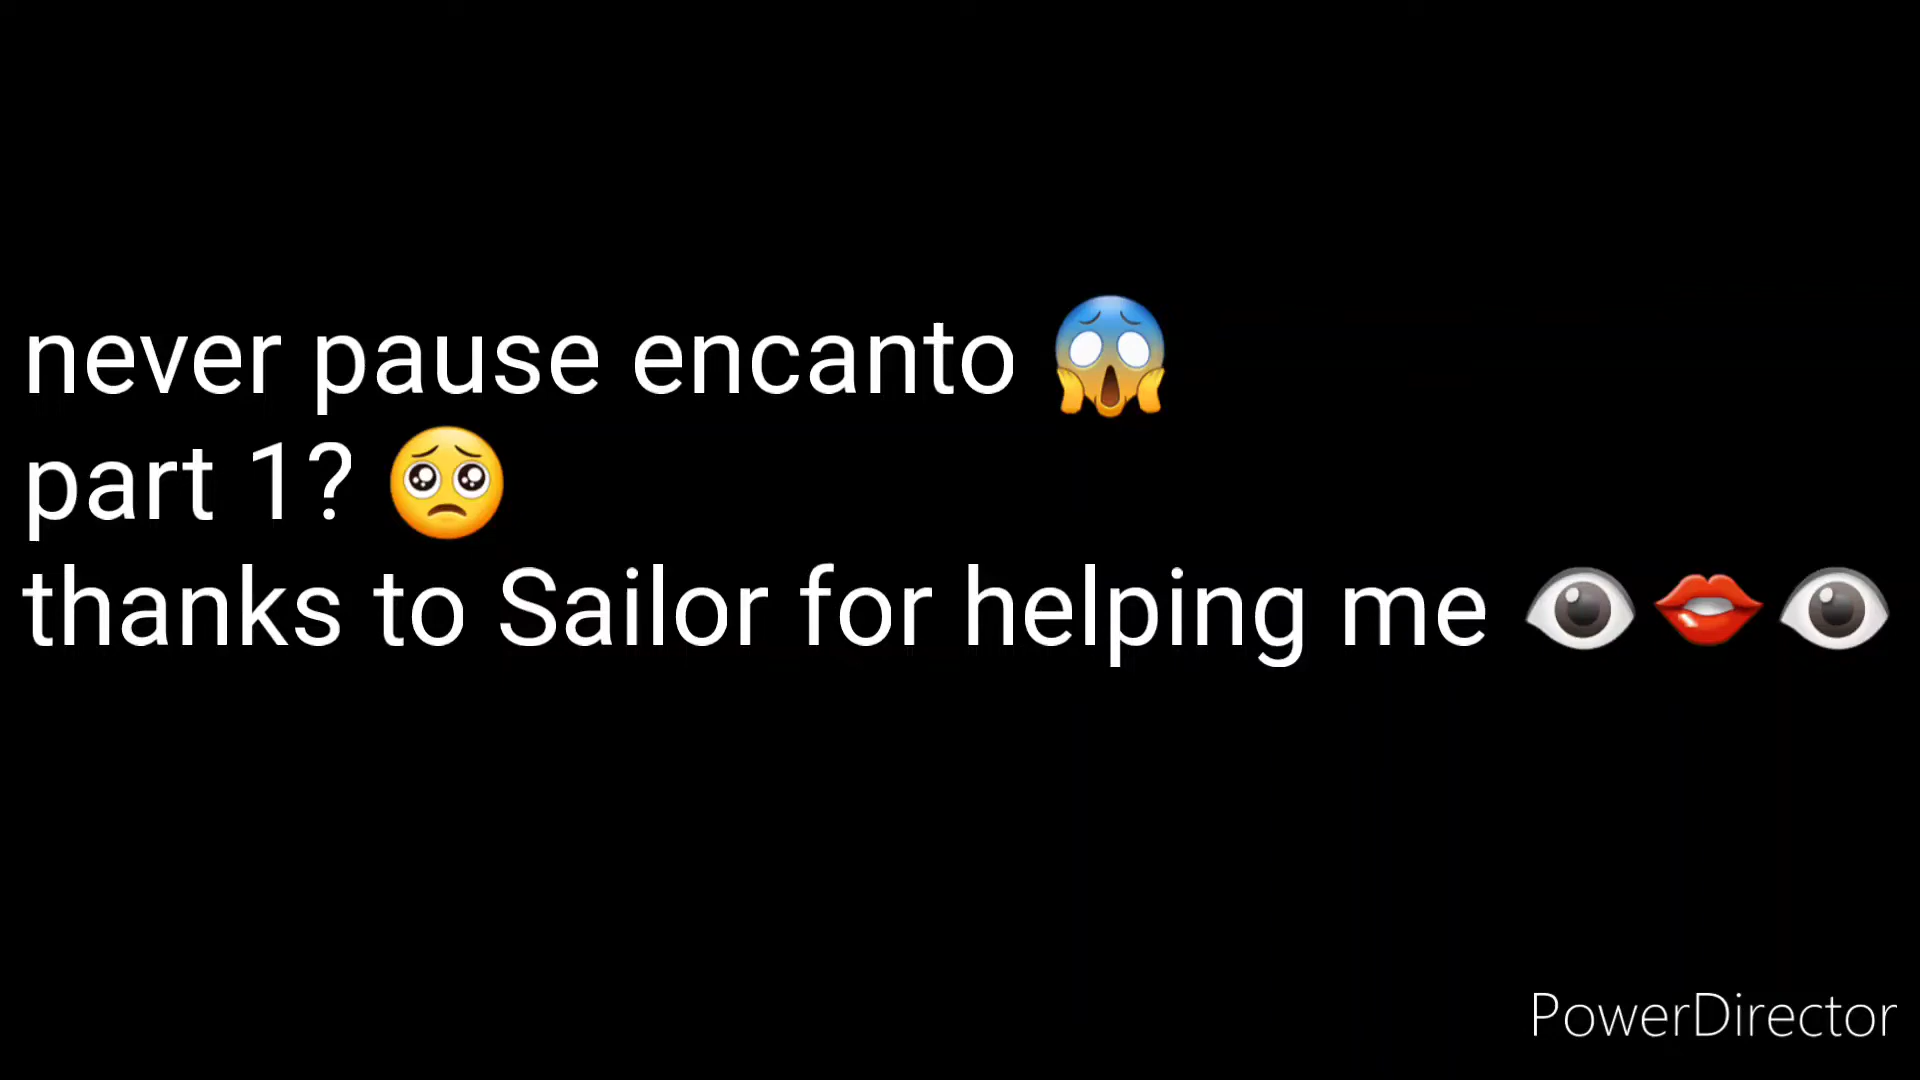 never pause encanto 😱
part 1? 🥺
thanks to Sailor for helping me 👁👄👁
PowerDirector